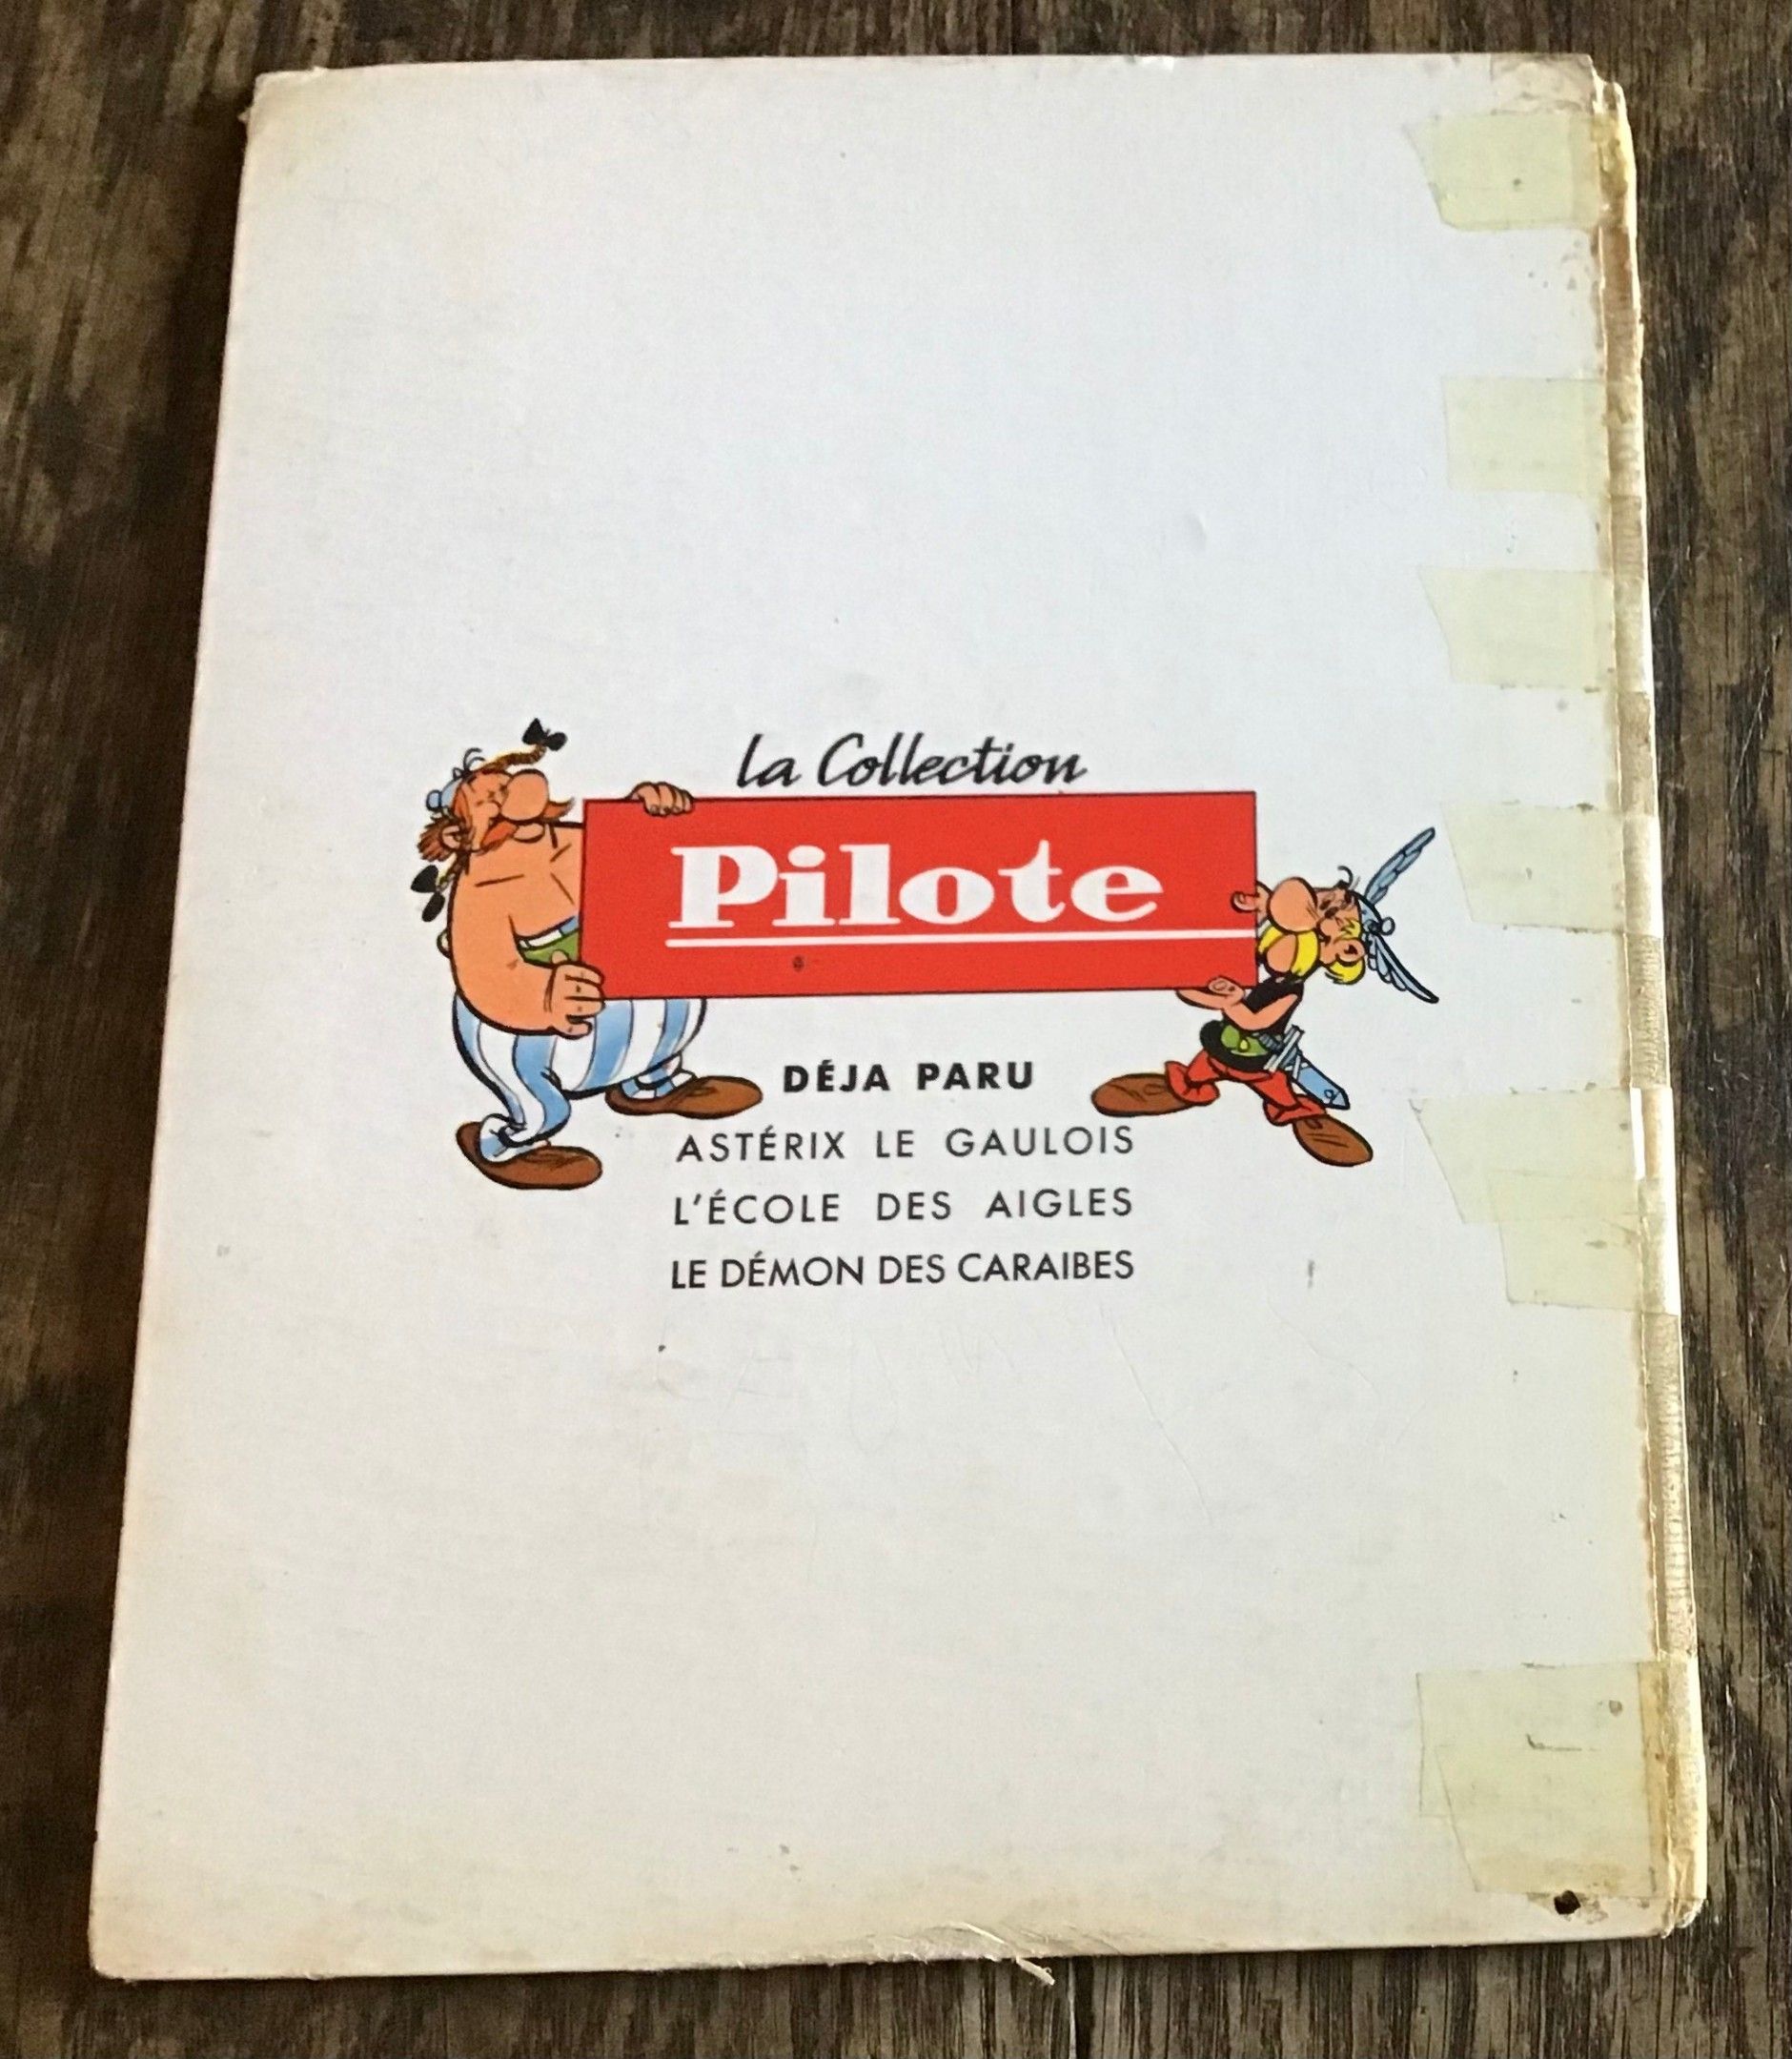 la Collection
Pilote
DÉJA PARU
ASTÉRIX LE GAULOIS
L'ÉCOLE DES AIGLES
LE DÉMON DES CARAIBES